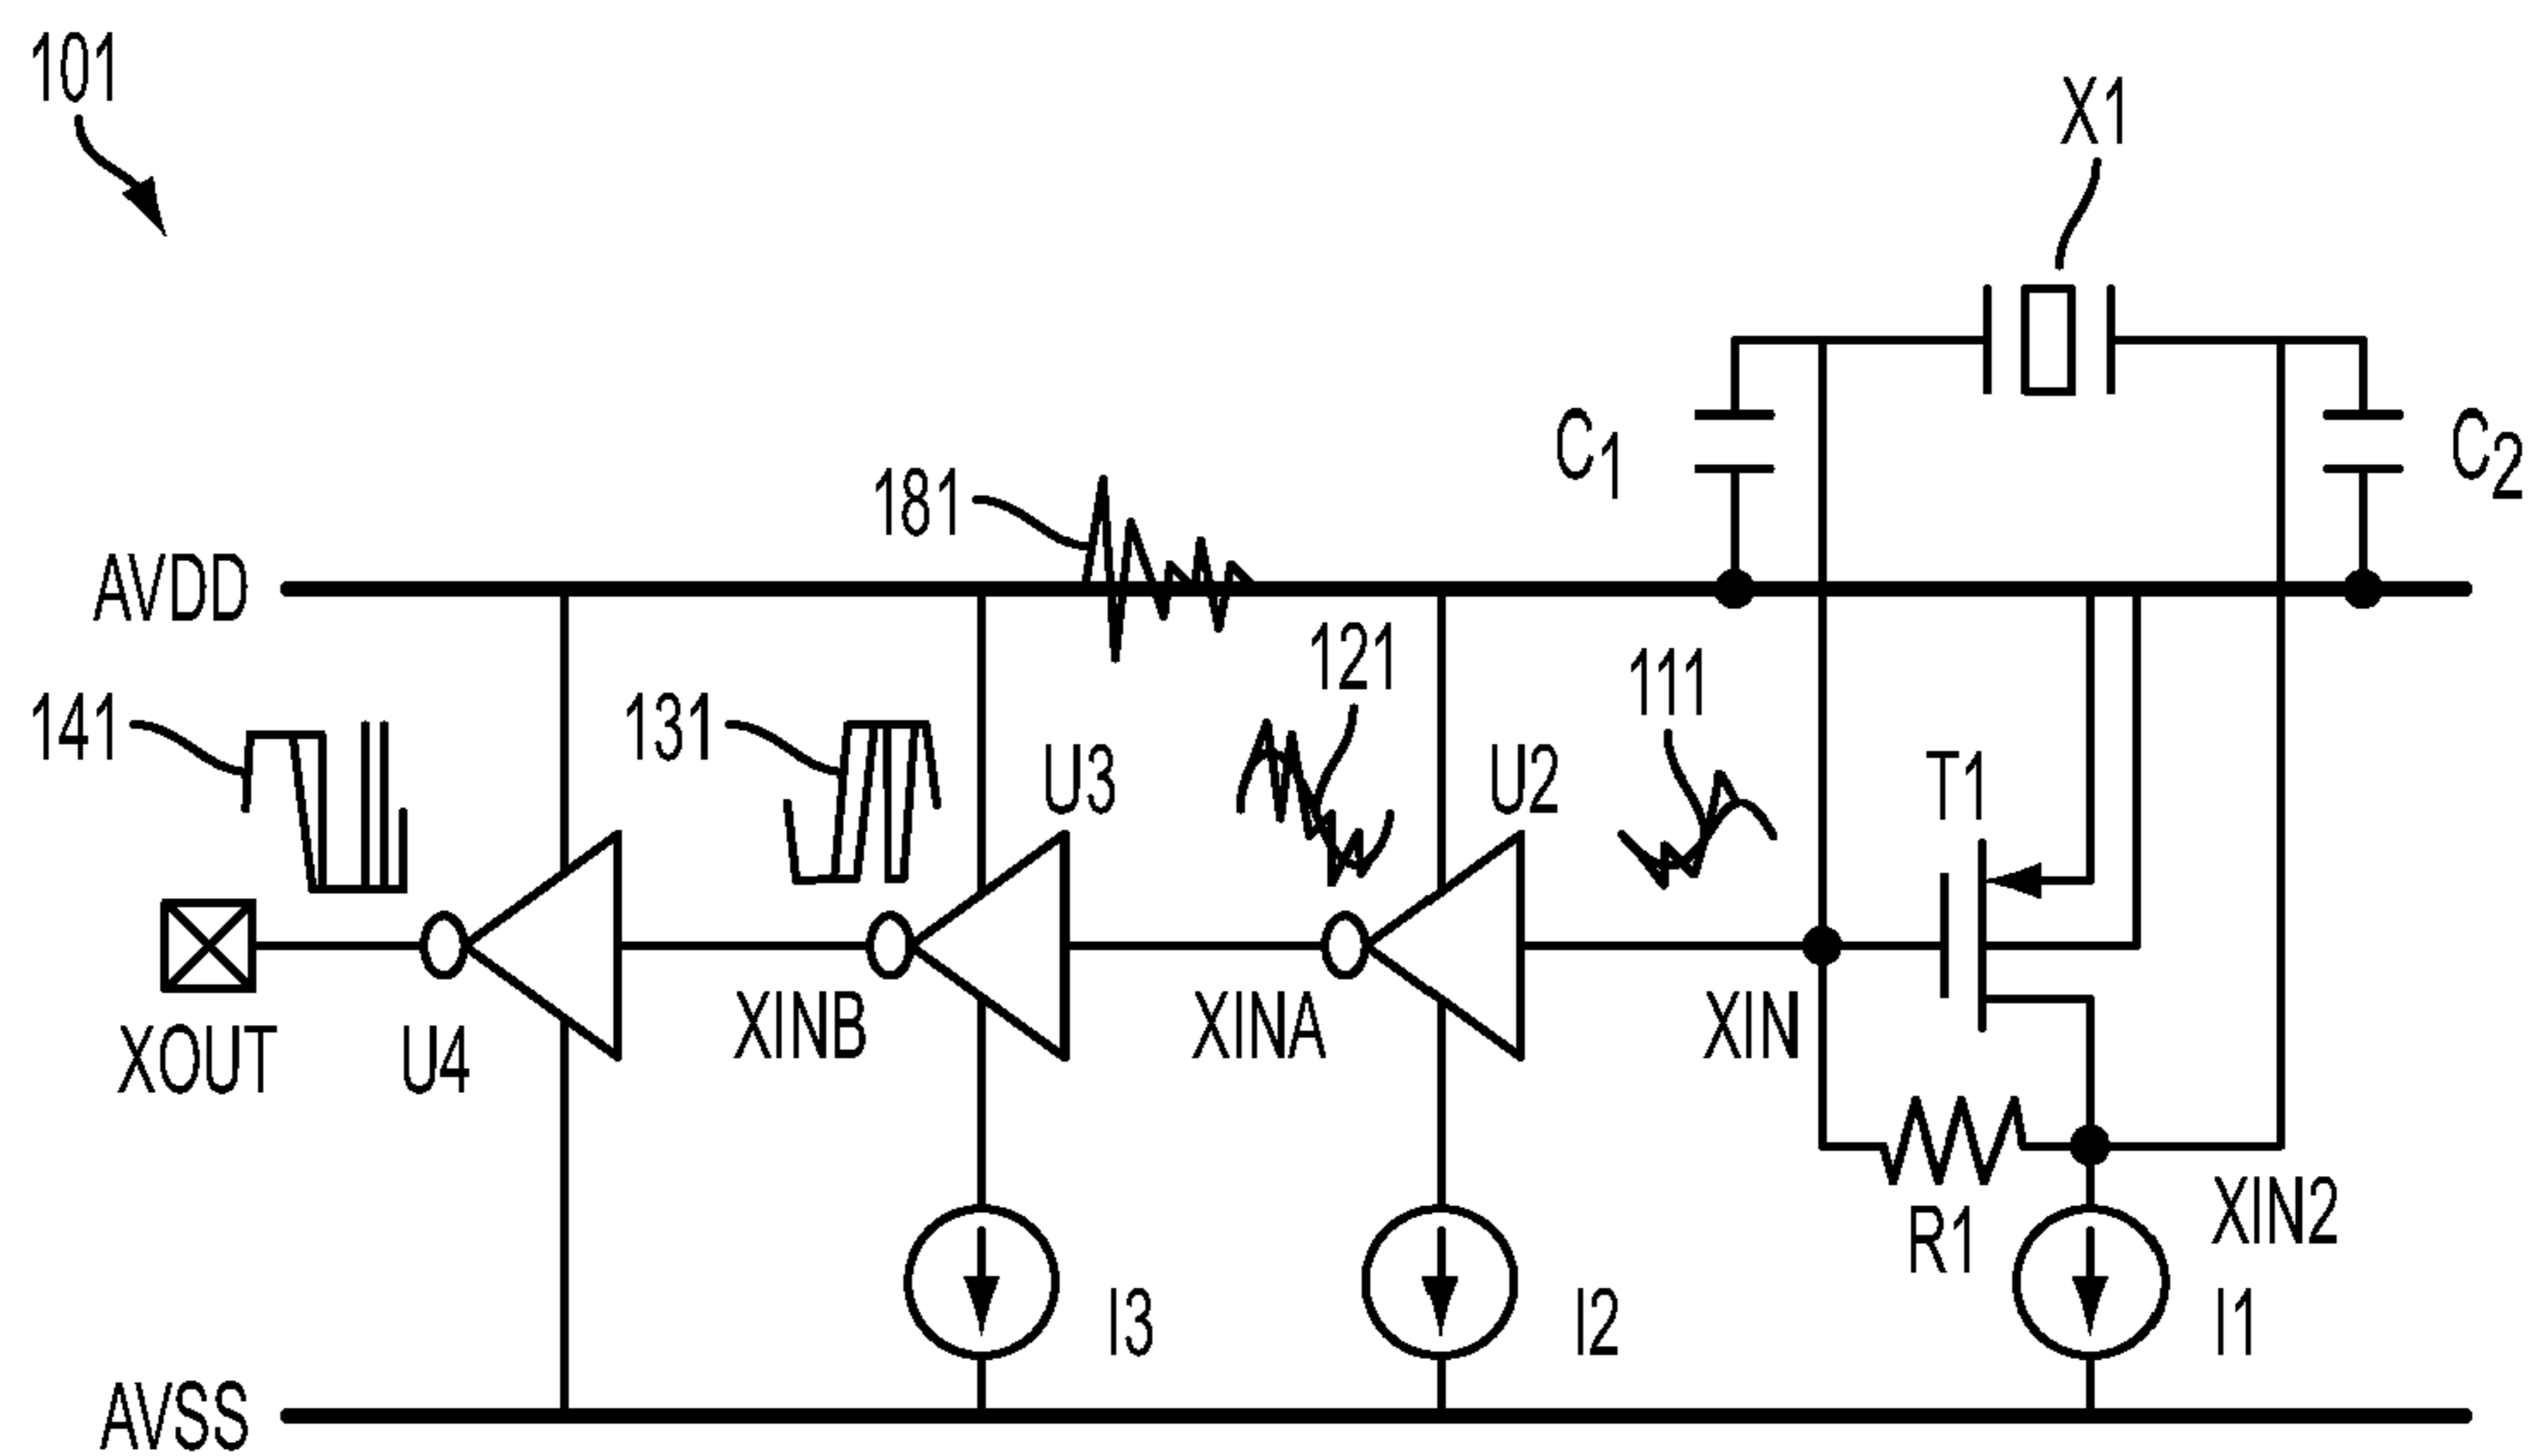 101
X1
C1
C2
181
AVDD
121
111
141
131
U3
U2
T1
XOUT
U4
XINB
XINA
XIN
R1
XIN2
I3
I2
I1
AVSS